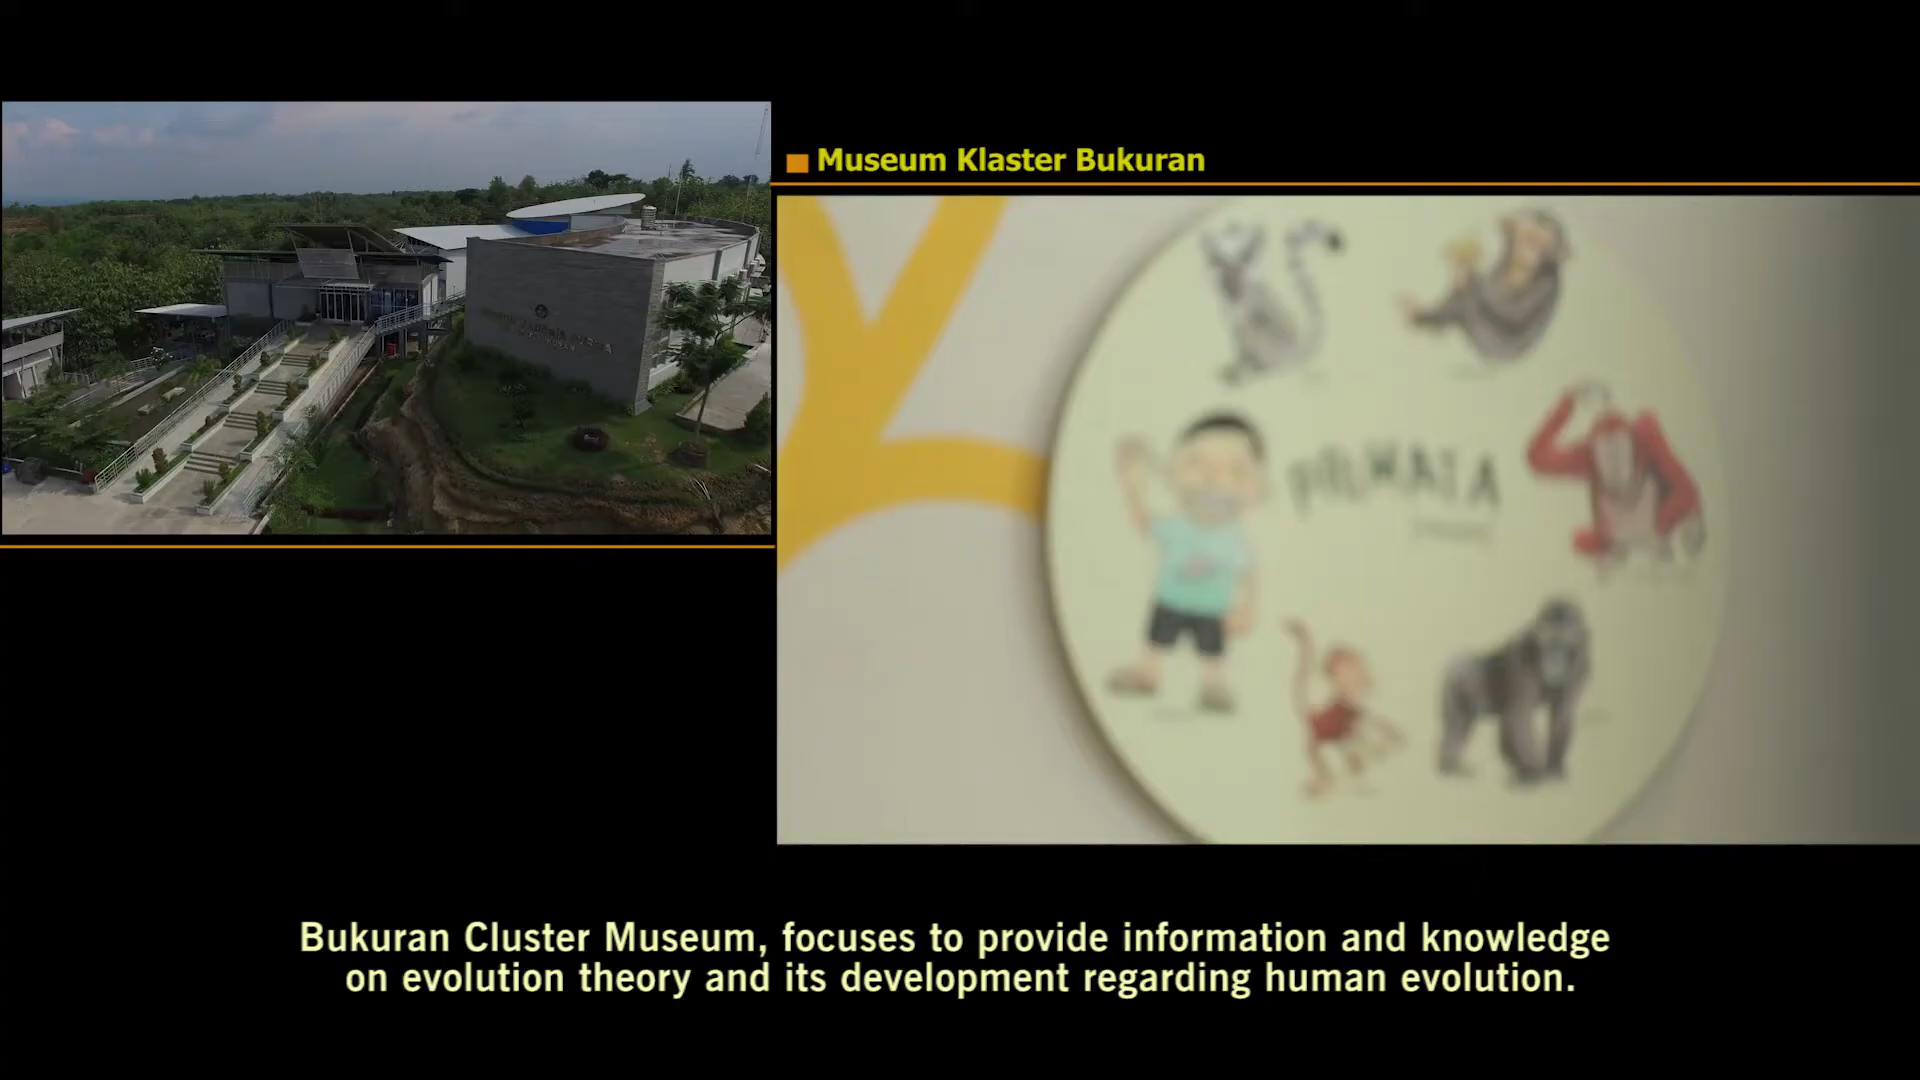 Museum Klaster Bukuran
Bukuran Cluster Museum, focuses to provide information and knowledge
on evolution theory and its development regarding human evolution.